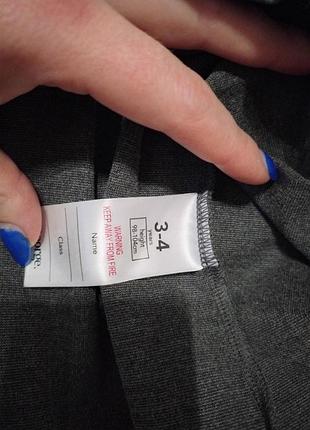 3-4
years
height
98-104cm
WARNING
KEEP AWAY FROM FIRE
Name
Class